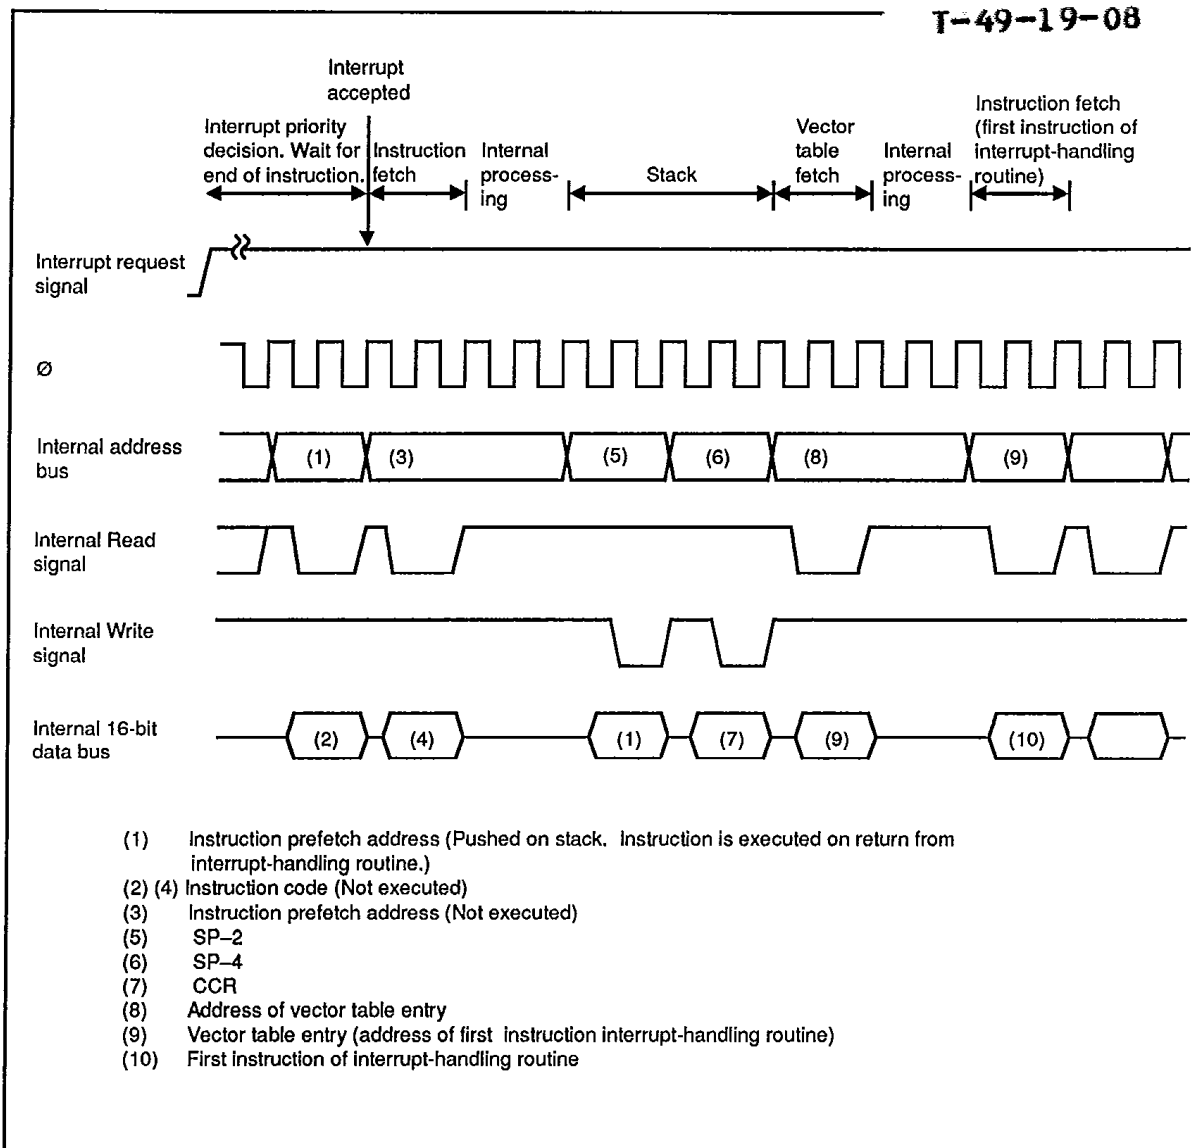 T-49-19-08
Interrupt
accepted
Interrupt priority
decision. Wait for
end of instruction.
Instruction
fetch
Internal
process-
ing
Stack
Vector
table
fetch
Internal
process-
ing
Instruction fetch
(first instruction of
interrupt-handling
routine)
Interrupt request
signal
Ø
Internal address
bus
(1)
(3)
(5)
(6)
(8)
(9)
Internal Read
signal
Internal Write
signal
Internal 16-bit
data bus
(2)
(4)
(1)
(7)
(9)
(10)
(1) Instruction prefetch address (Pushed on stack. Instruction is executed on return from
interrupt-handling routine.)
(2) (4) Instruction code (Not executed)
(3) Instruction prefetch address (Not executed)
(5) SP–2
(6) SP–4
(7) CCR
(8) Address of vector table entry
(9) Vector table entry (address of first instruction interrupt-handling routine)
(10) First instruction of interrupt-handling routine